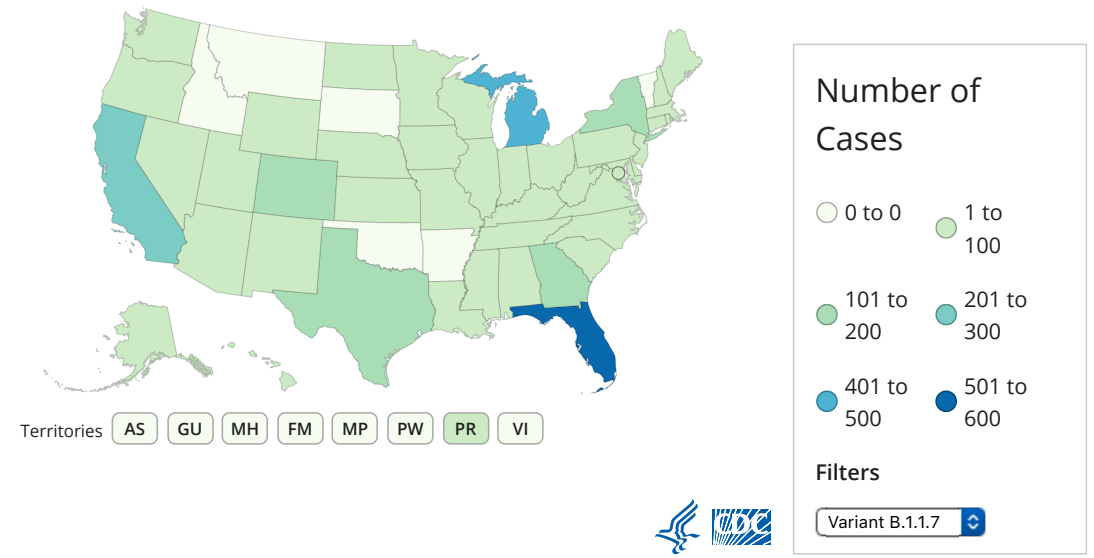 Number of
Cases
0 to 0
1 to
100
101 to
200
201 to
300
401 to
500
501 to
600
Territories
AS
GU
MH
FM
MP
PW
PR
VI
Filters
CDC
Variant B.1.1.7